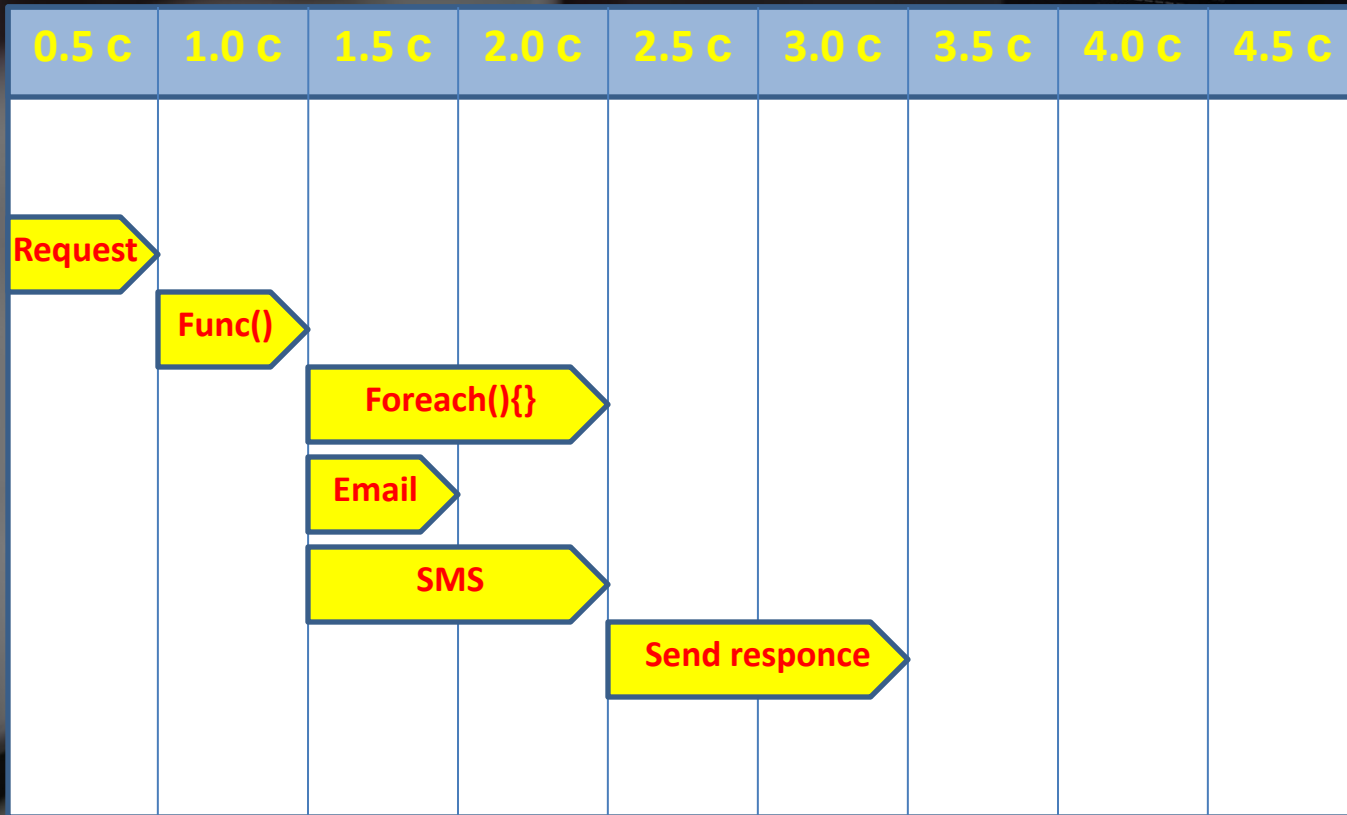 0.5 с 1.0 с 1.5 с 2.0 с 2.5 с 3.0 с 3.5 с 4.0 с 4.5 с
Request
Func()
Foreach(){}
Email
SMS
Send responce